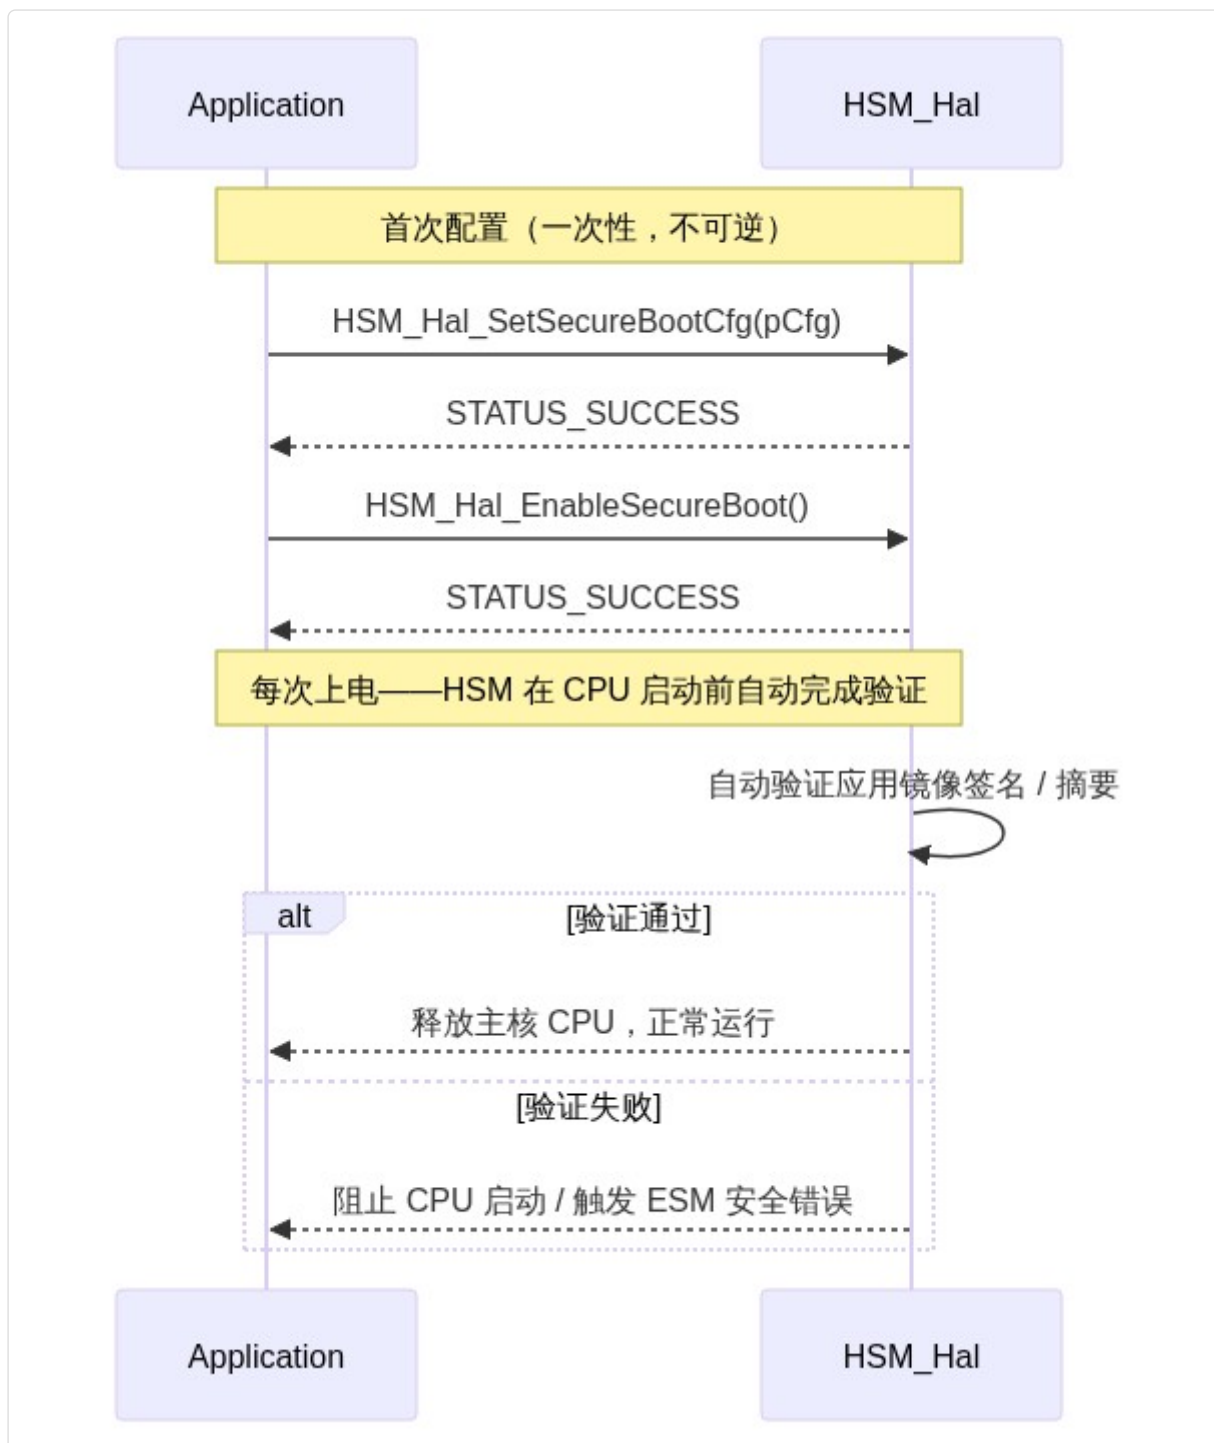 Application
HSM_Hal
首次配置（一次性，不可逆）
HSM_Hal_SetSecureBootCfg(pCfg)
STATUS_SUCCESS
HSM_Hal_EnableSecureBoot()
STATUS_SUCCESS
每次上电——HSM 在 CPU 启动前自动完成验证
自动验证应用镜像签名 / 摘要
alt
[验证通过]
释放主核 CPU，正常运行
[验证失败]
阻止 CPU 启动 / 触发 ESM 安全错误
Application
HSM_Hal